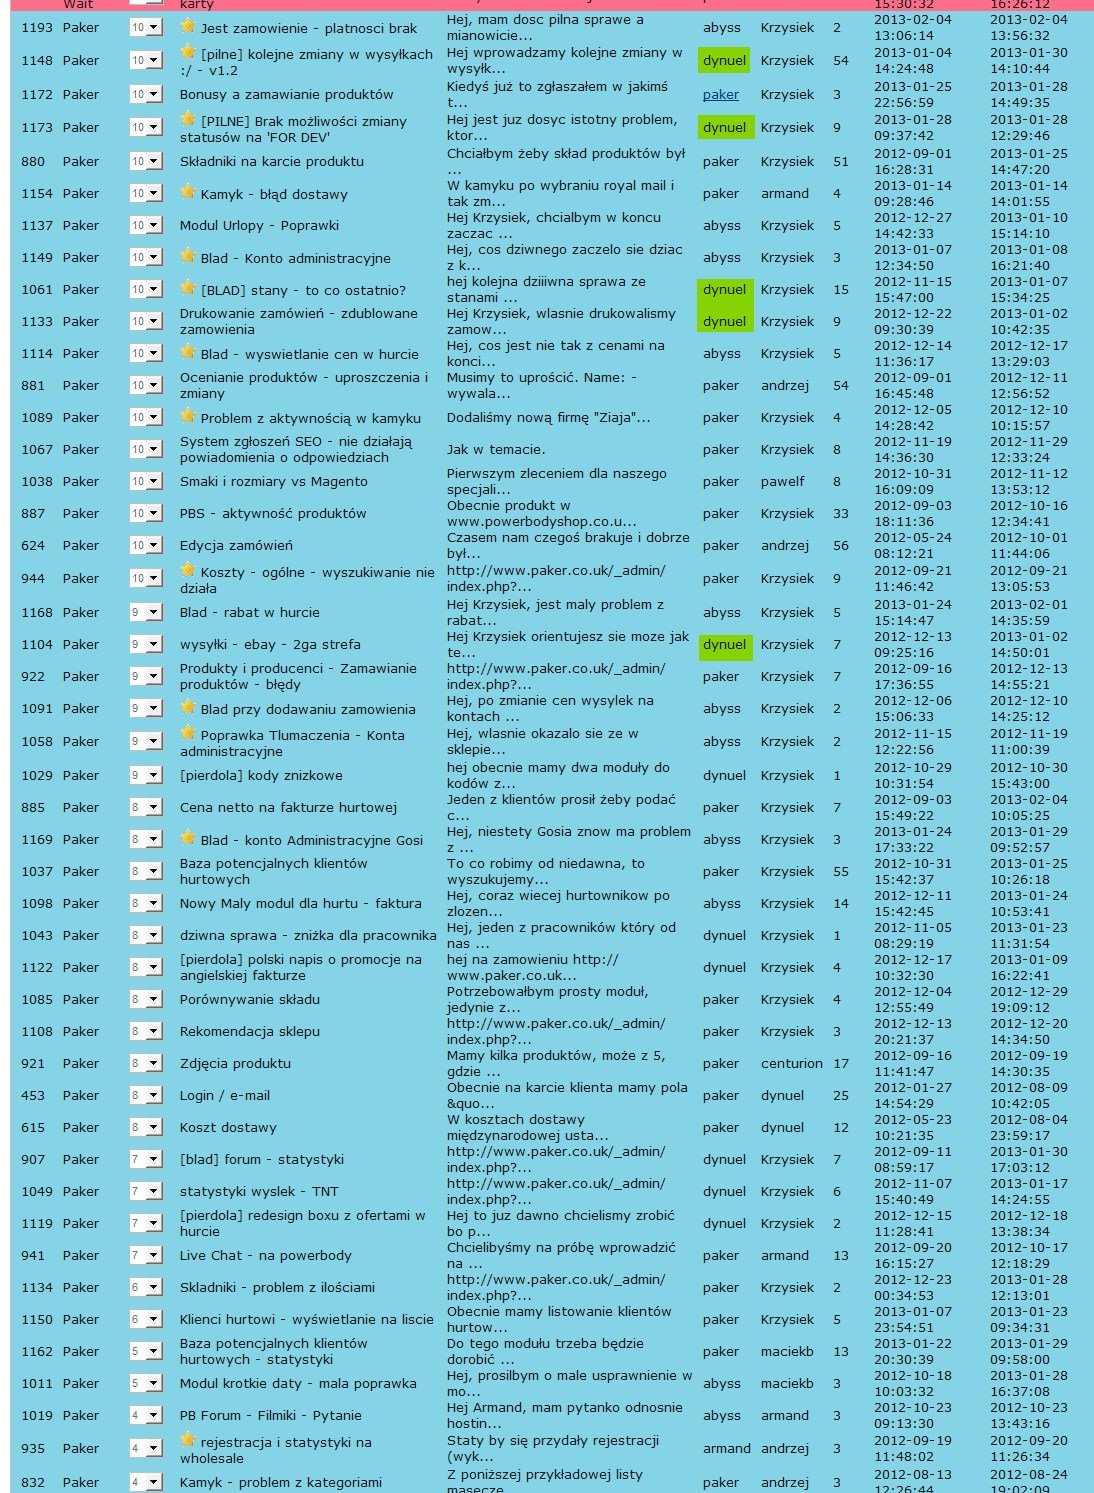 Wait karty paker 15:30:32 16:26:12
1193 Paker 10 Jest zamowienie - platnosci brak Hej, mam dosc pilna sprawe a mianowicie... abyss Krzysiek 2 2013-02-04 13:06:14 2013-02-04 13:56:32
1148 Paker 10 [pilne] kolejne zmiany w wysyłkach :/ - v1.2 Hej wprowadzamy kolejne zmiany w wysyłk... dynuel Krzysiek 54 2013-01-04 14:24:48 2013-01-30 14:10:44
1172 Paker 10 Bonusy a zamawianie produktów Kiedyś już to zgłaszałem w jakimś t... paker Krzysiek 3 2013-01-25 22:56:59 2013-01-28 14:49:35
1173 Paker 10 [PILNE] Brak możliwości zmiany statusów na 'FOR DEV' Hej jest juz dosyc istotny problem, ktor... dynuel Krzysiek 9 2013-01-28 09:37:42 2013-01-28 12:29:46
880 Paker 10 Składniki na karcie produktu Chciałbym żeby skład produktów był ... paker Krzysiek 51 2012-09-01 16:28:31 2013-01-25 14:47:20
1154 Paker 10 Kamyk - błąd dostawy W kamyku po wybraniu royal mail i tak zm... paker armand 4 2013-01-14 09:28:46 2013-01-14 14:01:55
1137 Paker 10 Modul Urlopy - Poprawki Hej Krzysiek, chcialbym w koncu zaczac ... abyss Krzysiek 5 2012-12-27 14:42:33 2013-01-10 15:14:10
1149 Paker 10 Blad - Konto administracyjne Hej, cos dziwnego zaczelo sie dziac z k... abyss Krzysiek 3 2013-01-07 12:34:50 2013-01-08 16:21:40
1061 Paker 10 [BLAD] stany - to co ostatnio? hej kolejna dziiiwna sprawa ze stanami ... dynuel Krzysiek 15 2012-11-15 15:47:00 2013-01-07 15:34:25
1133 Paker 10 Drukowanie zamówień - zdublowane zamowienia Hej Krzysiek, wlasnie drukowalismy zamow... dynuel Krzysiek 9 2012-12-22 09:30:39 2013-01-02 10:42:35
1114 Paker 10 Blad - wyswietlanie cen w hurcie Hej, cos jest nie tak z cenami na konci... abyss Krzysiek 5 2012-12-14 11:36:17 2012-12-17 13:29:03
881 Paker 10 Ocenianie produktów - uproszczenia i zmiany Musimy to uprościć. Name: - wywala... paker andrzej 54 2012-09-01 16:45:48 2012-12-11 12:56:52
1089 Paker 10 Problem z aktywnością w kamyku Dodaliśmy nową firmę "Ziaja"... paker Krzysiek 4 2012-12-05 14:28:42 2012-12-10 10:15:57
1067 Paker 10 System zgłoszeń SEO - nie działają powiadomienia o odpowiedziach Jak w temacie. paker Krzysiek 8 2012-11-19 14:36:30 2012-11-29 12:33:24
1038 Paker 10 Smaki i rozmiary vs Magento Pierwszym zleceniem dla naszego specjali... paker pawelf 8 2012-10-31 16:09:09 2012-11-12 13:53:12
887 Paker 10 PBS - aktywność produktów Obecnie produkt w www.powerbodyshop.co.u... paker Krzysiek 33 2012-09-03 18:11:36 2012-10-16 12:34:41
624 Paker 10 Edycja zamówień Czasem nam czegoś brakuje i dobrze był... paker andrzej 56 2012-05-24 08:12:21 2012-10-01 11:44:06
944 Paker 10 Koszty - ogólne - wyszukiwanie nie działa http://www.paker.co.uk/_admin/index.php?... paker Krzysiek 9 2012-09-21 11:46:42 2012-09-21 13:05:53
1168 Paker 9 Blad - rabat w hurcie Hej Krzysiek, jest maly problem z rabat... abyss Krzysiek 5 2013-01-24 15:14:47 2013-02-01 14:35:59
1104 Paker 9 wysyłki - ebay - 2ga strefa Hej Krzysiek orientujesz sie moze jak te... dynuel Krzysiek 7 2012-12-13 09:25:16 2013-01-02 14:50:01
922 Paker 9 Produkty i producenci - Zamawianie produktów - błędy http://www.paker.co.uk/_admin/index.php?... paker Krzysiek 7 2012-09-16 17:36:55 2012-12-13 14:55:21
1091 Paker 9 Blad przy dodawaniu zamowienia Hej, po zmianie cen wysylek na kontach ... abyss Krzysiek 2 2012-12-06 15:06:33 2012-12-10 14:25:12
1058 Paker 9 Poprawka Tlumaczenia - Konta administracyjne Hej, wlasnie okazalo sie ze w sklepie... abyss Krzysiek 2 2012-11-15 12:22:56 2012-11-19 11:00:39
1029 Paker 9 [pierdola] kody znizkowe hej obecnie mamy dwa moduły do kodów z... dynuel Krzysiek 1 2012-10-29 10:31:54 2012-10-30 15:43:00
885 Paker 8 Cena netto na fakturze hurtowej Jeden z klientów prosił żeby podać c... paker Krzysiek 7 2012-09-03 15:49:22 2013-02-04 10:05:25
1169 Paker 8 Blad - konto Administracyjne Gosi Hej, niestety Gosia znow ma problem z ... abyss Krzysiek 3 2013-01-24 17:33:22 2013-01-29 09:52:57
1037 Paker 8 Baza potencjalnych klientów hurtowych To co robimy od niedawna, to wyszukujemy... paker Krzysiek 55 2012-10-31 15:42:37 2013-01-25 10:26:18
1098 Paker 8 Nowy Maly modul dla hurtu - faktura Hej, coraz wiecej hurtownikow po zlozen... abyss Krzysiek 14 2012-12-11 15:42:45 2013-01-24 10:53:41
1043 Paker 8 dziwna sprawa - zniżka dla pracownika Hej, jeden z pracowników który od nas ... dynuel Krzysiek 1 2012-11-05 08:29:19 2013-01-23 11:31:54
1122 Paker 8 [pierdola] polski napis o promocje na angielskiej fakturze hej na zamowieniu http://www.paker.co.uk... dynuel Krzysiek 4 2012-12-17 10:32:30 2013-01-09 16:22:41
1085 Paker 8 Porównywanie składu Potrzebowałbym prosty moduł, jedynie z... paker Krzysiek 4 2012-12-04 12:55:49 2012-12-29 19:09:12
1108 Paker 8 Rekomendacja sklepu http://www.paker.co.uk/_admin/index.php?... paker Krzysiek 3 2012-12-13 20:21:37 2012-12-20 14:34:50
921 Paker 8 Zdjęcia produktu Mamy kilka produktów, może z 5, gdzie ... paker centurion 17 2012-09-16 11:41:47 2012-09-19 14:30:35
453 Paker 8 Login / e-mail Obecnie na karcie klienta mamy pola &quo... paker dynuel 25 2012-01-27 14:54:29 2012-08-09 10:42:05
615 Paker 8 Koszt dostawy W kosztach dostawy międzynarodowej usta... paker dynuel 12 2012-05-23 10:21:35 2012-08-04 23:59:17
907 Paker 7 [blad] forum - statystyki http://www.paker.co.uk/_admin/index.php?... dynuel Krzysiek 7 2012-09-11 08:59:17 2013-01-30 17:03:12
1049 Paker 7 statystyki wyslek - TNT http://www.paker.co.uk/_admin/index.php?... dynuel Krzysiek 6 2012-11-07 15:40:49 2013-01-17 14:24:55
1119 Paker 7 [pierdola] redesign boxu z ofertami w hurcie Hej to juz dawno chcielismy zrobić bo p... dynuel Krzysiek 2 2012-12-15 11:28:41 2012-12-18 13:38:34
941 Paker 7 Live Chat - na powerbody Chcielibyśmy na próbę wprowadzić na ... paker armand 13 2012-09-20 16:15:27 2012-10-17 12:18:29
1134 Paker 6 Skladniki - problem z ilościami http://www.paker.co.uk/_admin/index.php?... paker Krzysiek 2 2012-12-23 00:34:53 2013-01-28 12:13:01
1150 Paker 6 Klienci hurtowi - wyświetlanie na liscie Obecnie mamy listowanie klientów hurtow... paker Krzysiek 5 2013-01-07 23:54:51 2013-01-23 09:34:31
1162 Paker 5 Baza potencjalnych klientów hurtowych - statystyki Do tego modułu trzeba będzie dorobić ... paker maciekb 13 2013-01-22 20:30:39 2013-01-29 09:58:00
1011 Paker 5 Modul krotkie daty - mala poprawka Hej, prosilbym o male usprawnienie w mo... abyss maciekb 3 2012-10-18 10:03:32 2013-01-28 16:37:08
1019 Paker 4 PB Forum - Filmiki - Pytanie Hej Armand, mam pytanko odnosnie hostin... abyss armand 3 2012-10-23 09:13:30 2012-10-23 13:43:16
935 Paker 4 rejestracja i statystyki na wholesale Staty by się przydały rejestracji (wyk... armand andrzej 3 2012-09-19 11:48:02 2012-09-20 11:26:34
832 Paker 4 Kamyk - problem z kategoriami Z poniższej przykładowej listy masecze... paker andrzej 3 2012-08-13 12:26:44 2012-08-24 19:02:09